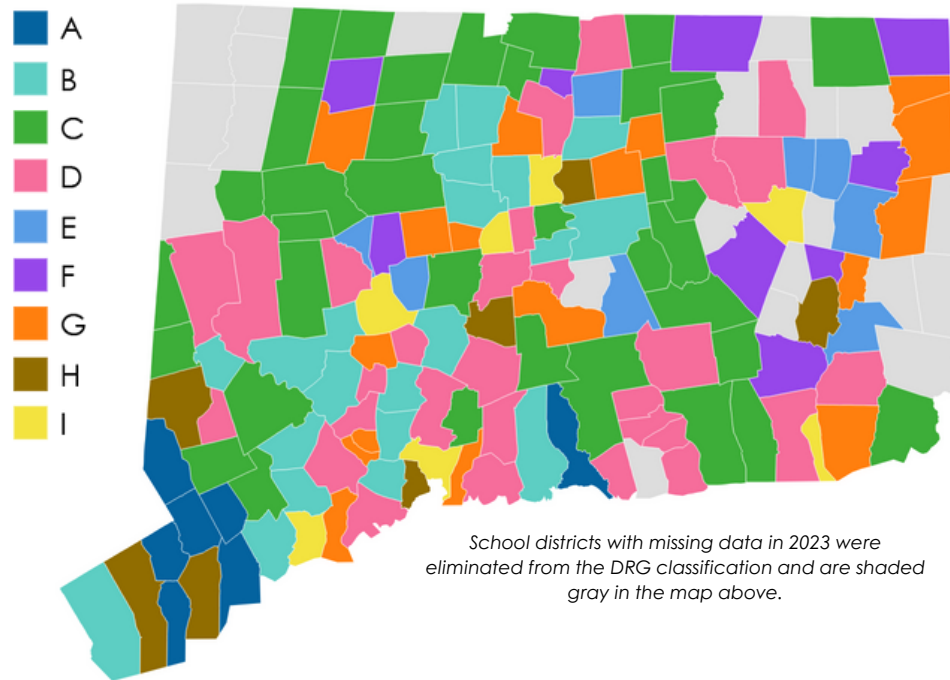 A
B
C
D
E
F
G
H
I
School districts with missing data in 2023 were
eliminated from the DRG classification and are shaded
gray in the map above.